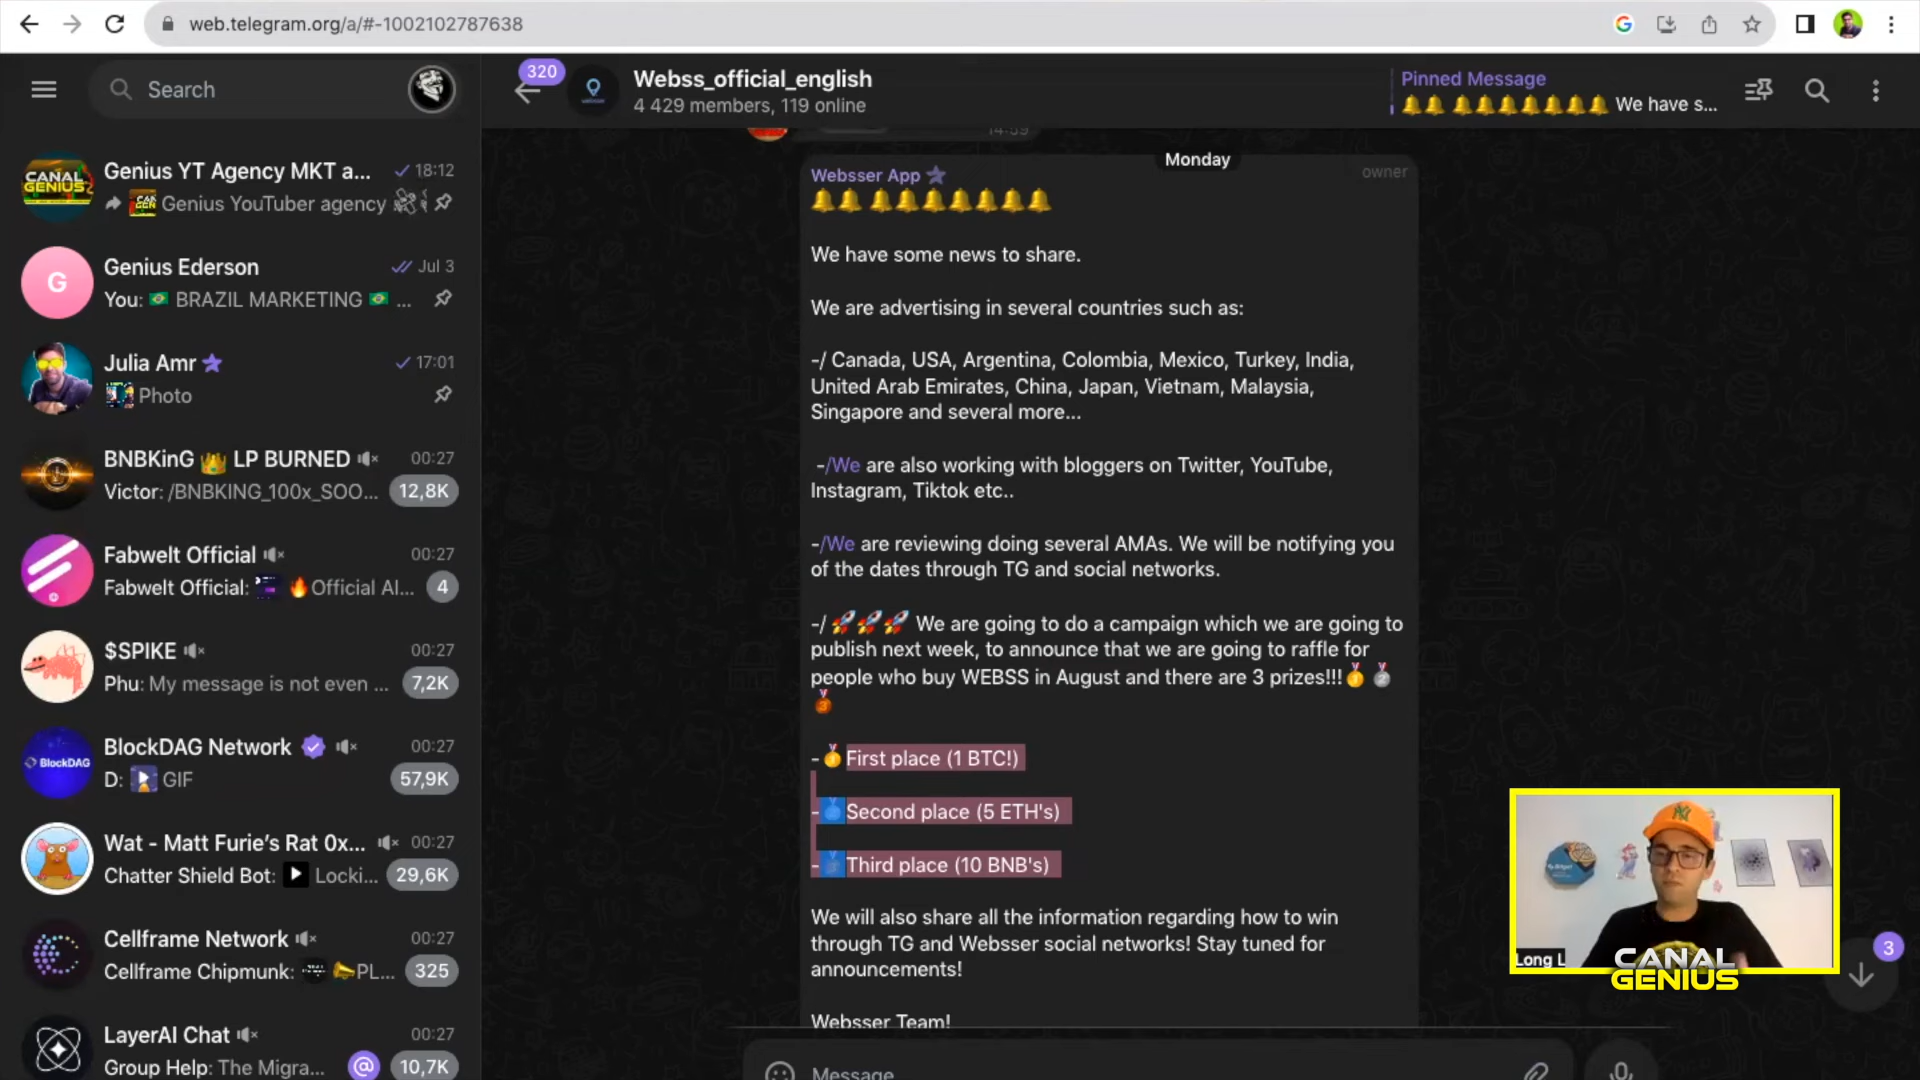 web.telegram.org/a/#-1002102787638
Search
320
Webss_official_english
4 429 members, 119 online
Pinned Message
We have s...
CANAL
GENIUS
Genius YT Agency MKT a...
18:12
Genius YouTuber agency
G
Genius Ederson
Jul 3
You: 🇧🇷 BRAZIL MARKETING 🇧🇷 ...
Julia Amr
17:01
Photo
BNBKinG 👑 LP BURNED
00:27
Victor: /BNBKING_100x_SOO...
12,8K
Fabwelt Official
00:27
Fabwelt Official: 🔥Official Al...
4
$SPIKE
00:27
Phu: My message is not even ...
7,2K
BlockDAG
BlockDAG Network
00:27
D: GIF
57,9K
Wat - Matt Furie’s Rat 0x...
00:27
Chatter Shield Bot: Locki...
29,6K
Cellframe Network
00:27
Cellframe Chipmunk: 📣PL...
325
LayerAI Chat
00:27
Group Help: The Migra...
@
10,7K
14:59
Monday
Websser App
owner
🔔🔔 🔔🔔🔔🔔🔔🔔🔔
We have some news to share.
We are advertising in several countries such as:
-/ Canada, USA, Argentina, Colombia, Mexico, Turkey, India,
United Arab Emirates, China, Japan, Vietnam, Malaysia,
Singapore and several more...
-/We are also working with bloggers on Twitter, YouTube,
Instagram, Tiktok etc..
-/We are reviewing doing several AMAs. We will be notifying you
of the dates through TG and social networks.
-/ 🚀🚀🚀 We are going to do a campaign which we are going to
publish next week, to announce that we are going to raffle for
people who buy WEBSS in August and there are 3 prizes!!!🥇🥈
🥉
-🥇First place (1 BTC!)
-🥈Second place (5 ETH's)
-🥉Third place (10 BNB's)
We will also share all the information regarding how to win
through TG and Websser social networks! Stay tuned for
announcements!
Websser Team!
Message
Long L
CANAL
GENIUS
3